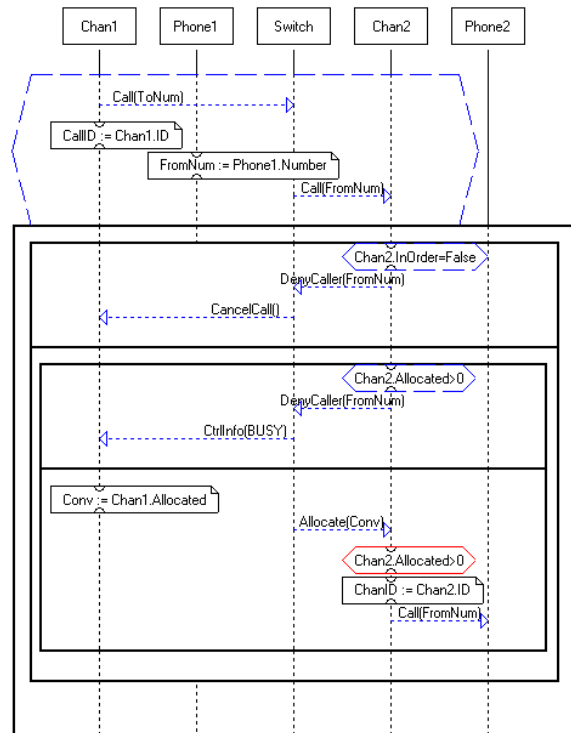 Chan1 Phone1 Switch Chan2 Phone2
Call(ToNum)
CallID := Chan1.ID
FromNum := Phone1.Number
Call(FromNum)
Chan2.InOrder=False
DenyCaller(FromNum)
CancelCall()
Chan2.Allocated>0
DenyCaller(FromNum)
CtrlInfo(BUSY)
Conv := Chan1.Allocated
Allocate(Conv)
Chan2.Allocated>0
ChanID := Chan2.ID
Call(FromNum)